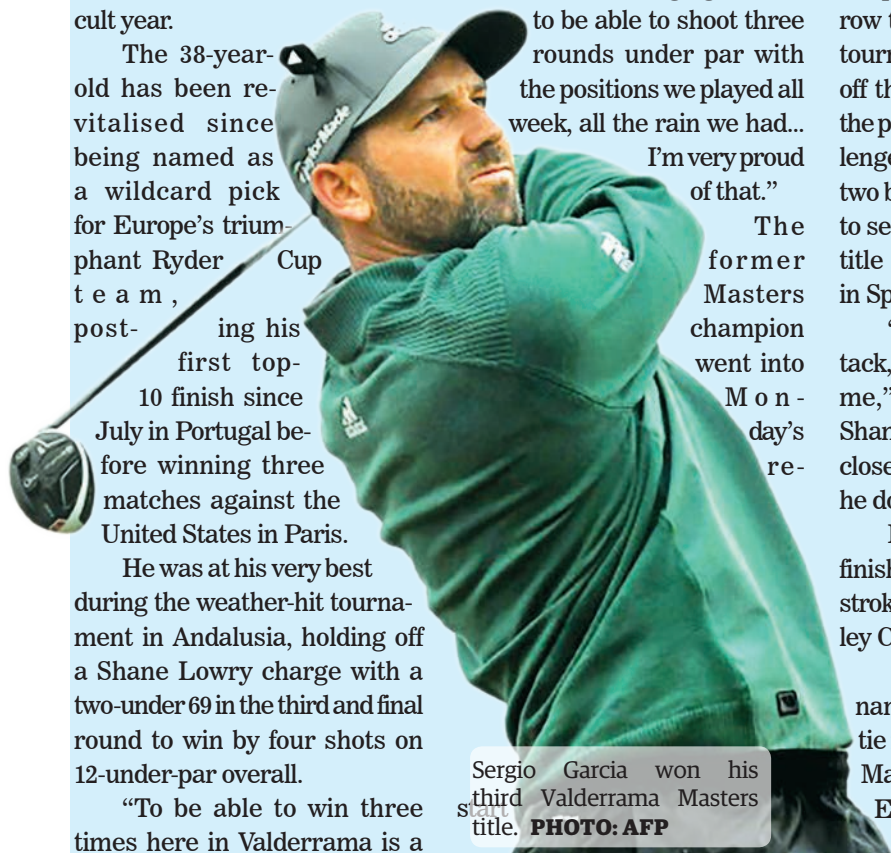 cult year.
The 38-year-
old has been re-
vitalised since
being named as
a wildcard pick
for Europe's trium-
phant Ryder Cup
team,
post- ing his
first top-
10 finish since
July in Portugal be-
fore winning three
matches against the
United States in Paris.
He was at his very best
during the weather-hit tourna-
ment in Andalusia, holding off
a Shane Lowry charge with a
two-under 69 in the third and final
round to win by four shots on
12-under-par overall.
"To be able to win three
times here in Valderrama is a
to be able to shoot three
rounds under par with
the positions we played all
week, all the rain we had...
I'm very proud
of that."
The
former
Masters
champion
went into
Mon-
day's
re-
start
TaylorMade
adidas
Sergio Garcia won his
third Valderrama Masters
title. PHOTO: AFP
row
tourn
off th
the p
leng
two b
to se
title
in Sp
tack,
me,"
Shan
close
he do
finish
strok
ley C
nar
tie
Ma
E